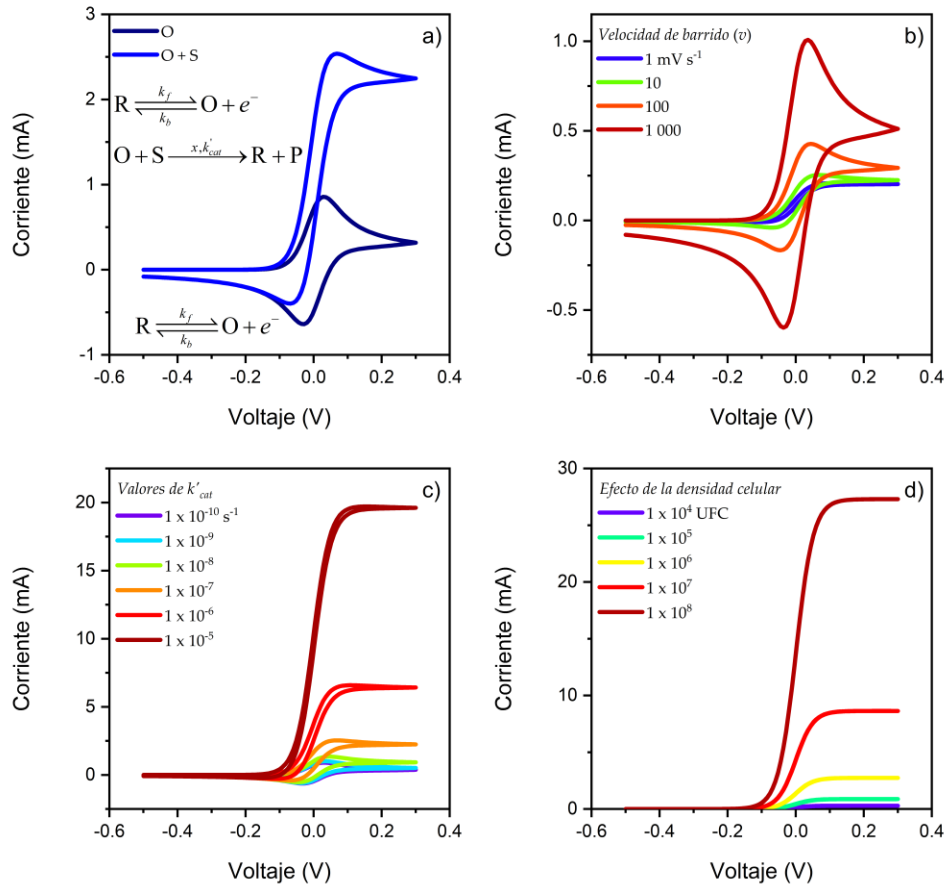 a)
O
O + S
R ⇌ O + e⁻
k_f
k_b
O + S → R + P
x, k'_cat
R ⇌ O + e⁻
k_f
k_b
3
2
1
0
-1
-0.6 -0.4 -0.2 0.0 0.2 0.4
Corriente (mA)
Voltaje (V)
b)
Velocidad de barrido (v)
1 mV s⁻¹
10
100
1 000
1.0
0.5
0.0
-0.5
-0.6 -0.4 -0.2 0.0 0.2 0.4
Corriente (mA)
Voltaje (V)
c)
Valores de k'_cat
1 x 10⁻¹⁰ s⁻¹
1 x 10⁻⁹
1 x 10⁻⁸
1 x 10⁻⁷
1 x 10⁻⁶
1 x 10⁻⁵
20
15
10
5
0
-0.6 -0.4 -0.2 0.0 0.2 0.4
Corriente (mA)
Voltaje (V)
d)
Efecto de la densidad celular
1 x 10⁴ UFC
1 x 10⁵
1 x 10⁶
1 x 10⁷
1 x 10⁸
30
20
10
0
-0.6 -0.4 -0.2 0.0 0.2 0.4
Corriente (mA)
Voltaje (V)